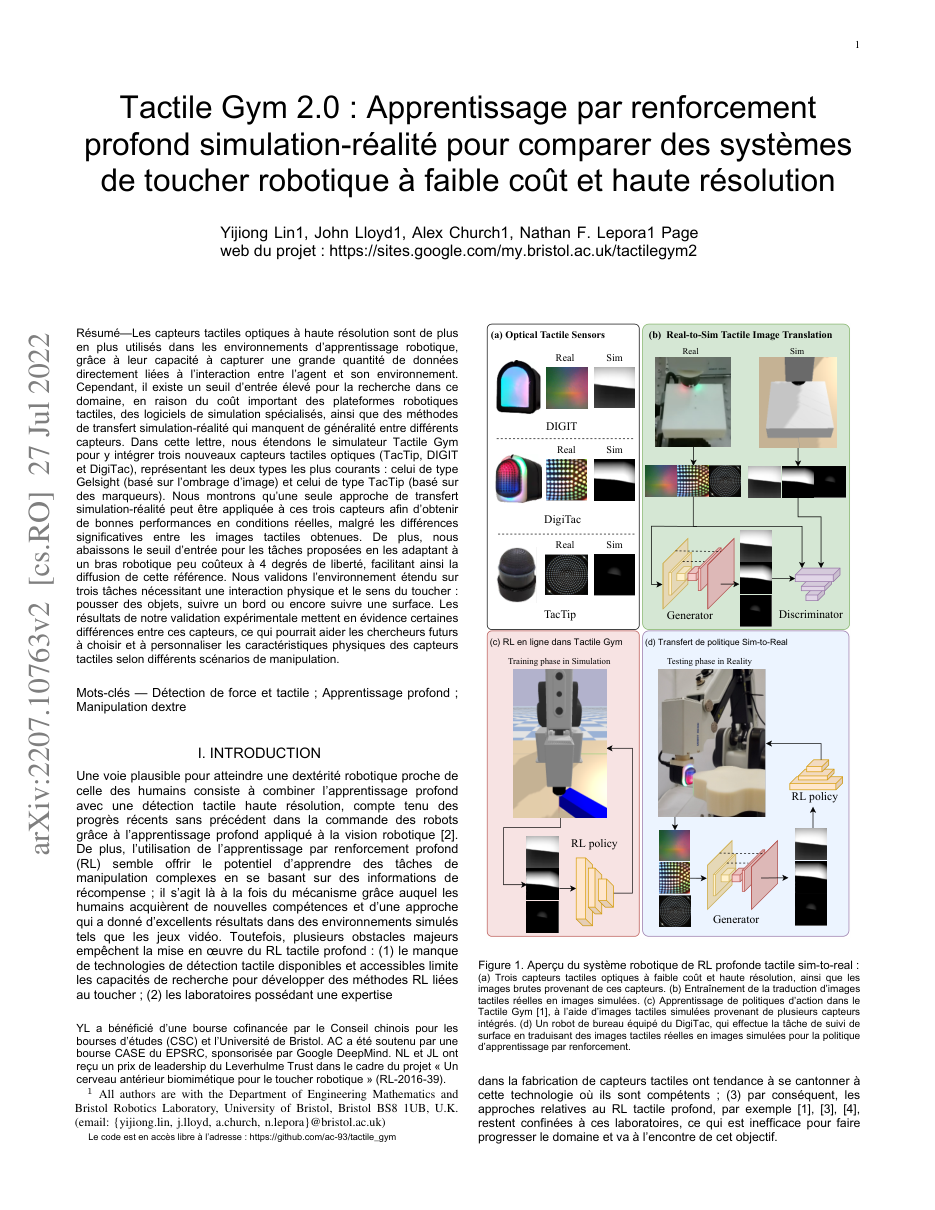 1
Tactile Gym 2.0 : Apprentissage par renforcement
profond simulation-réalité pour comparer des systèmes
de toucher robotique à faible coût et haute résolution
Yijiong Lin1, John Lloyd1, Alex Church1, Nathan F. Lepora1 Page
web du projet : https://sites.google.com/my.bristol.ac.uk/tactilegym2
arXiv:2207.10763v2 [cs.RO] 27 Jul 2022
Résumé—Les capteurs tactiles optiques à haute résolution sont de plus
en plus utilisés dans les environnements d'apprentissage robotique,
grâce à leur capacité à capturer une grande quantité de données
directement liées à l'interaction entre l'agent et son environnement.
Cependant, il existe un seuil d'entrée élevé pour la recherche dans ce
domaine, en raison du coût important des plateformes robotiques
tactiles, des logiciels de simulation spécialisés, ainsi que des méthodes
de transfert simulation-réalité qui manquent de généralité entre différents
capteurs. Dans cette lettre, nous étendons le simulateur Tactile Gym
pour y intégrer trois nouveaux capteurs tactiles optiques (TacTip, DIGIT
et DigiTac), représentant les deux types les plus courants : celui de type
Gelsight (basé sur l'ombrage d'image) et celui de type TacTip (basé sur
des marqueurs). Nous montrons qu'une seule approche de transfert
simulation-réalité peut être appliquée à ces trois capteurs afin d'obtenir
de bonnes performances en conditions réelles, malgré les différences
significatives entre les images tactiles obtenues. De plus, nous
abaissons le seuil d'entrée pour les tâches proposées en les adaptant à
un bras robotique peu coûteux à 4 degrés de liberté, facilitant ainsi la
diffusion de cette référence. Nous validons l'environnement étendu sur
trois tâches nécessitant une interaction physique et le sens du toucher :
pousser des objets, suivre un bord ou encore suivre une surface. Les
résultats de notre validation expérimentale mettent en évidence certaines
différences entre ces capteurs, ce qui pourrait aider les chercheurs futurs
à choisir et à personnaliser les caractéristiques physiques des capteurs
tactiles selon différents scénarios de manipulation.
Mots-clés — Détection de force et tactile ; Apprentissage profond ;
Manipulation dextre
I. INTRODUCTION
Une voie plausible pour atteindre une dextérité robotique proche de
celle des humains consiste à combiner l'apprentissage profond
avec une détection tactile haute résolution, compte tenu des
progrès récents sans précédent dans la commande des robots
grâce à l'apprentissage profond appliqué à la vision robotique [2].
De plus, l'utilisation de l'apprentissage par renforcement profond
(RL) semble offrir le potentiel d'apprendre des tâches de
manipulation complexes en se basant sur des informations de
récompense ; il s'agit là à la fois du mécanisme grâce auquel les
humains acquièrent de nouvelles compétences et d'une approche
qui a donné d'excellents résultats dans des environnements simulés
tels que les jeux vidéo. Toutefois, plusieurs obstacles majeurs
empêchent la mise en œuvre du RL tactile profond : (1) le manque
de technologies de détection tactile disponibles et accessibles limite
les capacités de recherche pour développer des méthodes RL liées
au toucher ; (2) les laboratoires possédant une expertise
YL a bénéficié d'une bourse cofinancée par le Conseil chinois pour les
bourses d'études (CSC) et l'Université de Bristol. AC a été soutenu par une
bourse CASE du EPSRC, sponsorisée par Google DeepMind. NL et JL ont
reçu un prix de leadership du Leverhulme Trust dans le cadre du projet « Un
cerveau antérieur biomimétique pour le toucher robotique » (RL-2016-39).
1 All authors are with the Department of Engineering Mathematics and
Bristol Robotics Laboratory, University of Bristol, Bristol BS8 1UB, U.K.
(email: {yijiong.lin, j.lloyd, a.church, n.lepora}@bristol.ac.uk)
Le code est en accès libre à l'adresse : https://github.com/ac-93/tactile_gym
(a) Optical Tactile Sensors
Real Sim
DIGIT
Real Sim
DigiTac
Real Sim
TacTip
(b) Real-to-Sim Tactile Image Translation
Real Sim
Generator Discriminator
(c) RL en ligne dans Tactile Gym
Training phase in Simulation
RL policy
(d) Transfert de politique Sim-to-Real
Testing phase in Reality
RL policy
Generator
Figure 1. Aperçu du système robotique de RL profonde tactile sim-to-real :
(a) Trois capteurs tactiles optiques à faible coût et haute résolution, ainsi que les
images brutes provenant de ces capteurs. (b) Entraînement de la traduction d'images
tactiles réelles en images simulées. (c) Apprentissage de politiques d'action dans le
Tactile Gym [1], à l'aide d'images tactiles simulées provenant de plusieurs capteurs
intégrés. (d) Un robot de bureau équipé du DigiTac, qui effectue la tâche de suivi de
surface en traduisant des images tactiles réelles en images simulées pour la politique
d'apprentissage par renforcement.
dans la fabrication de capteurs tactiles ont tendance à se cantonner à
cette technologie où ils sont compétents ; (3) par conséquent, les
approches relatives au RL tactile profond, par exemple [1], [3], [4],
restent confinées à ces laboratoires, ce qui est inefficace pour faire
progresser le domaine et va à l'encontre de cet objectif.